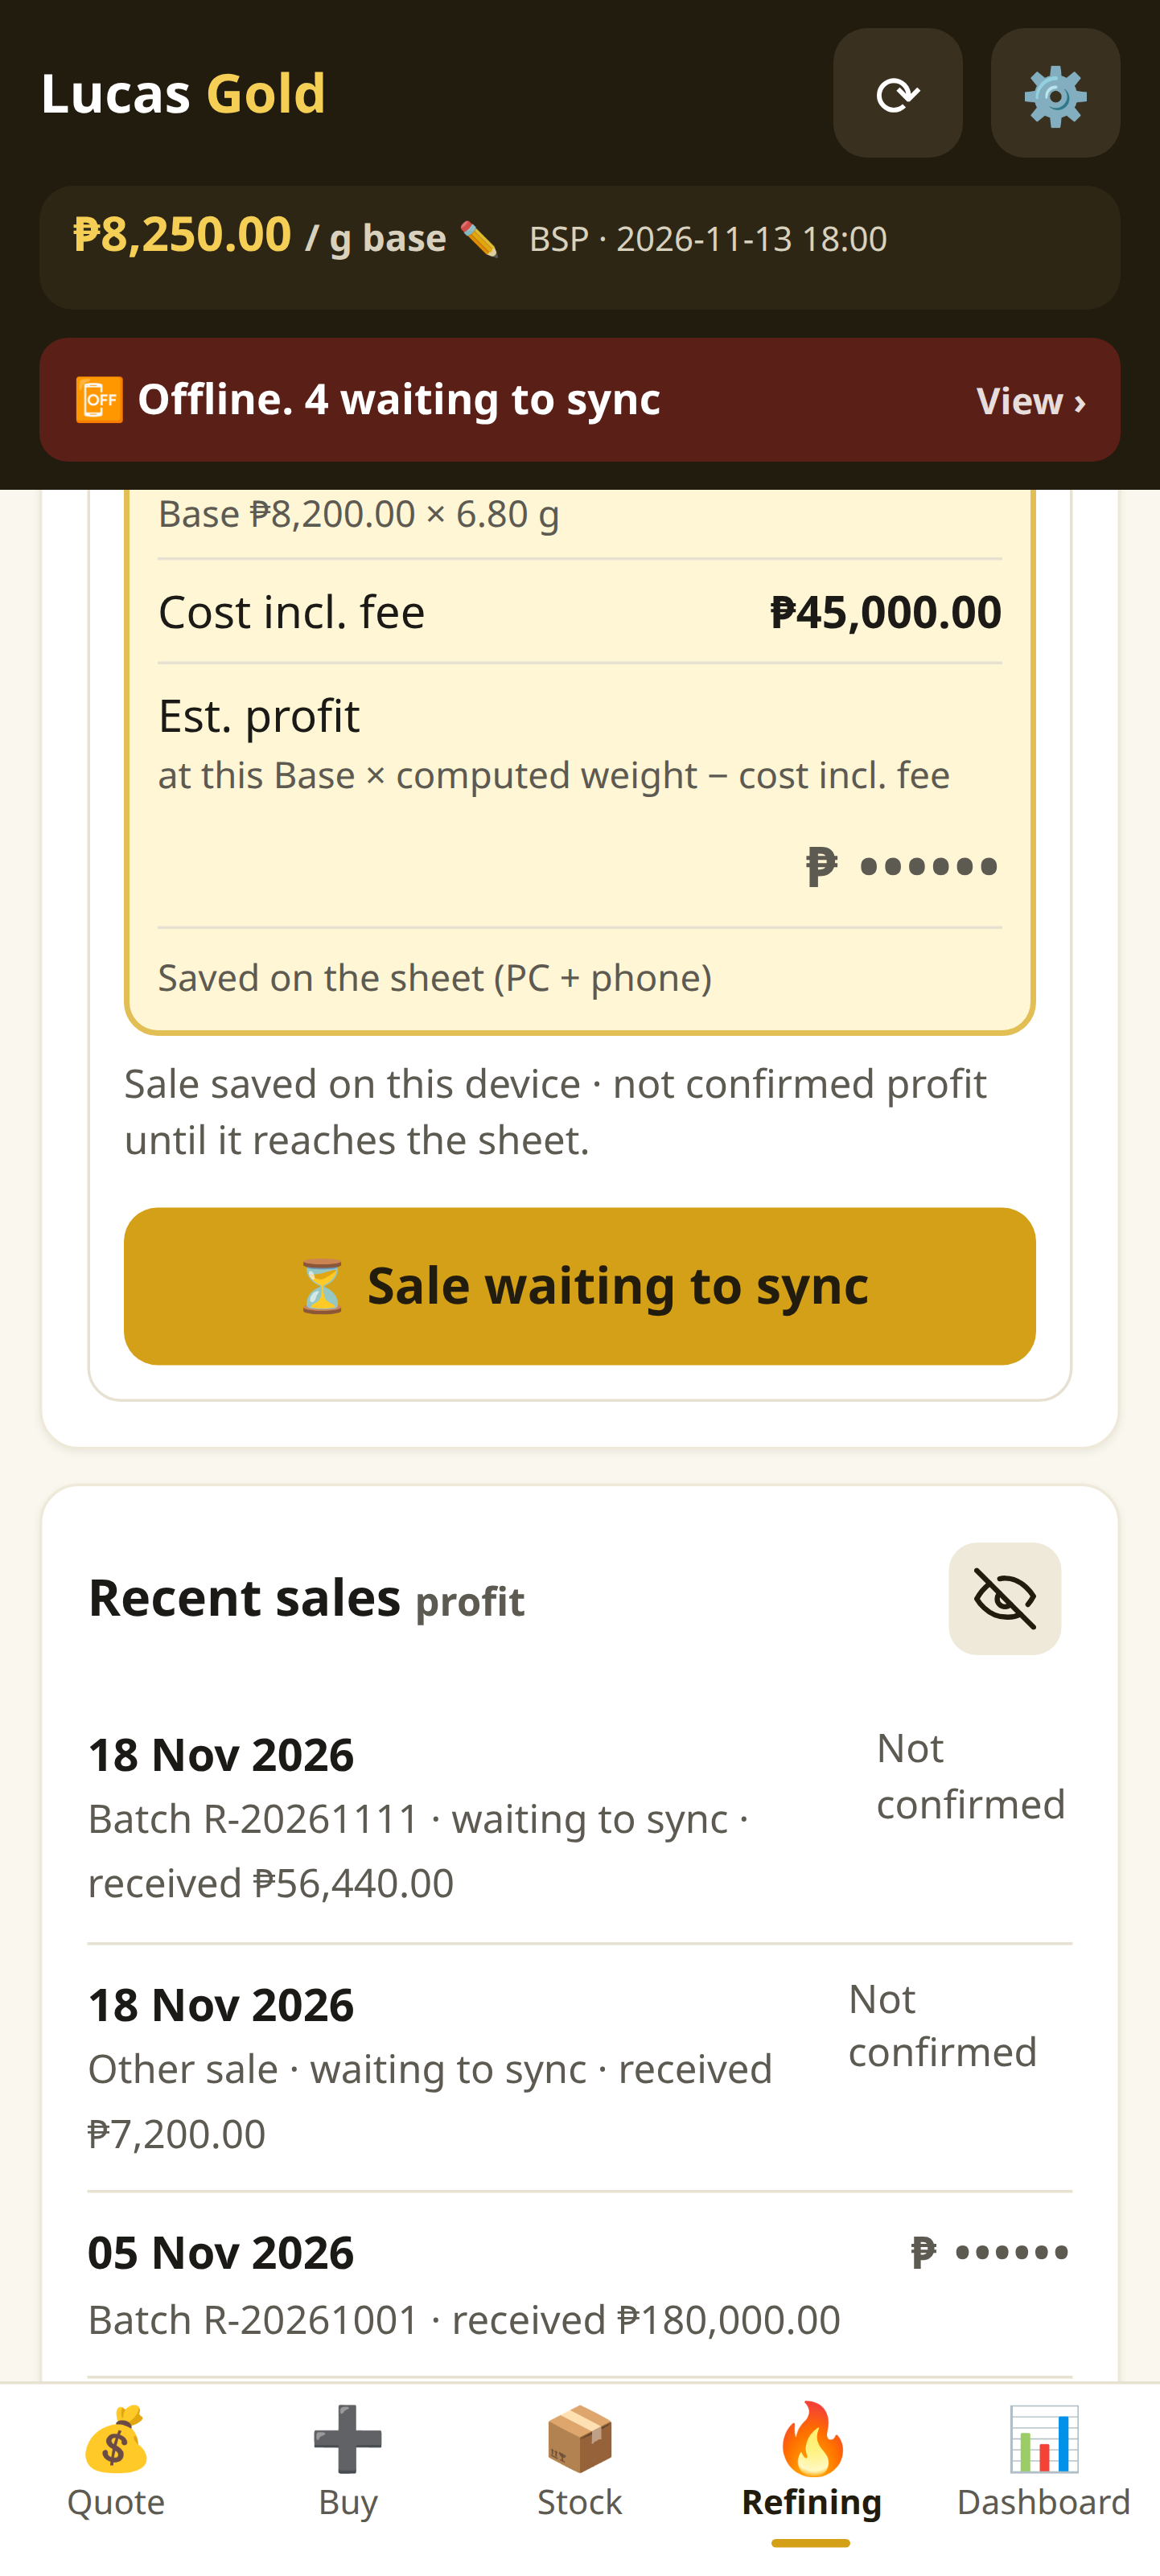 Lucas Gold
₱8,250.00 / g base BSP · 2026-11-13 18:00
OFF Offline. 4 waiting to sync View ›
Base ₱8,200.00 × 6.80 g
Cost incl. fee ₱45,000.00
Est. profit
at this Base × computed weight − cost incl. fee
₱ ••••••
Saved on the sheet (PC + phone)
Sale saved on this device · not confirmed profit
until it reaches the sheet.
Sale waiting to sync
Recent sales profit
18 Nov 2026 Not
confirmed
Batch R-20261111 · waiting to sync ·
received ₱56,440.00
18 Nov 2026 Not
confirmed
Other sale · waiting to sync · received
₱7,200.00
05 Nov 2026 ₱ ••••••
Batch R-20261001 · received ₱180,000.00
Quote Buy Stock Refining Dashboard